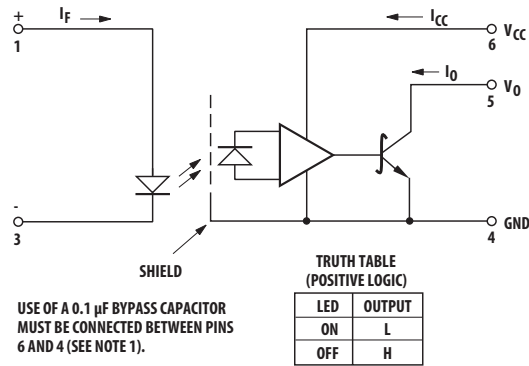 +
1
I_F
I_CC
6
V_CC
I_O
V_O
5
-
3
4
GND
SHIELD
USE OF A 0.1 µF BYPASS CAPACITOR
MUST BE CONNECTED BETWEEN PINS
6 AND 4 (SEE NOTE 1).
TRUTH TABLE
(POSITIVE LOGIC)
LED OUTPUT
ON L
OFF H